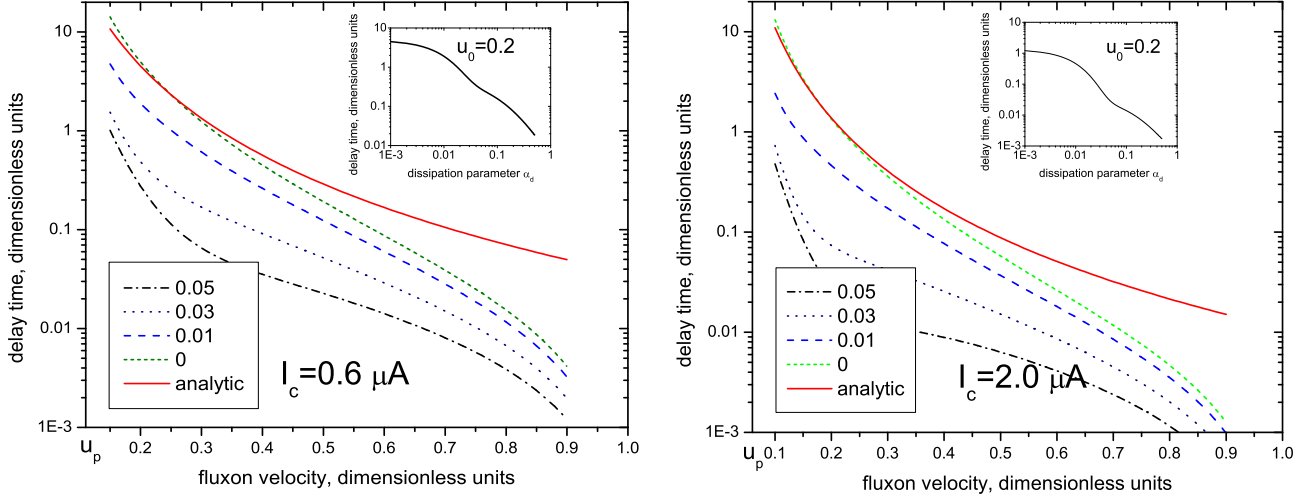 delay time, dimensionless units
10
1
0.1
0.01
1E-3
u_p
0.2
0.3
0.4
0.5
0.6
0.7
0.8
0.9
1.0
fluxon velocity, dimensionless units
0.05
0.03
0.01
0
analytic
I_c=0.6 μA
delay time, dimensionless units
10
1
0.1
0.01
1E-3
0.01
0.1
1
dissipation parameter α_d
u_0=0.2
delay time, dimensionless units
10
1
0.1
0.01
1E-3
u_p
0.1
0.2
0.3
0.4
0.5
0.6
0.7
0.8
0.9
1.0
fluxon velocity, dimensionless units
0.05
0.03
0.01
0
analytic
I_c=2.0 μA
delay time, dimensionless units
10
1
0.1
0.01
1E-3
1E-3
0.01
0.1
1
dissipation parameter α_d
u_0=0.2